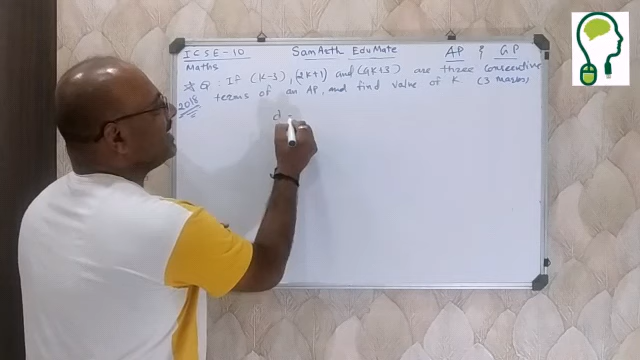 ICSE-10 SamArth EduMate AP & GP
Maths
Q: If (K-3), (2K+1) and (4K+3) are three consecutive
2018 terms of an AP, and find value of K (3 marks)
d